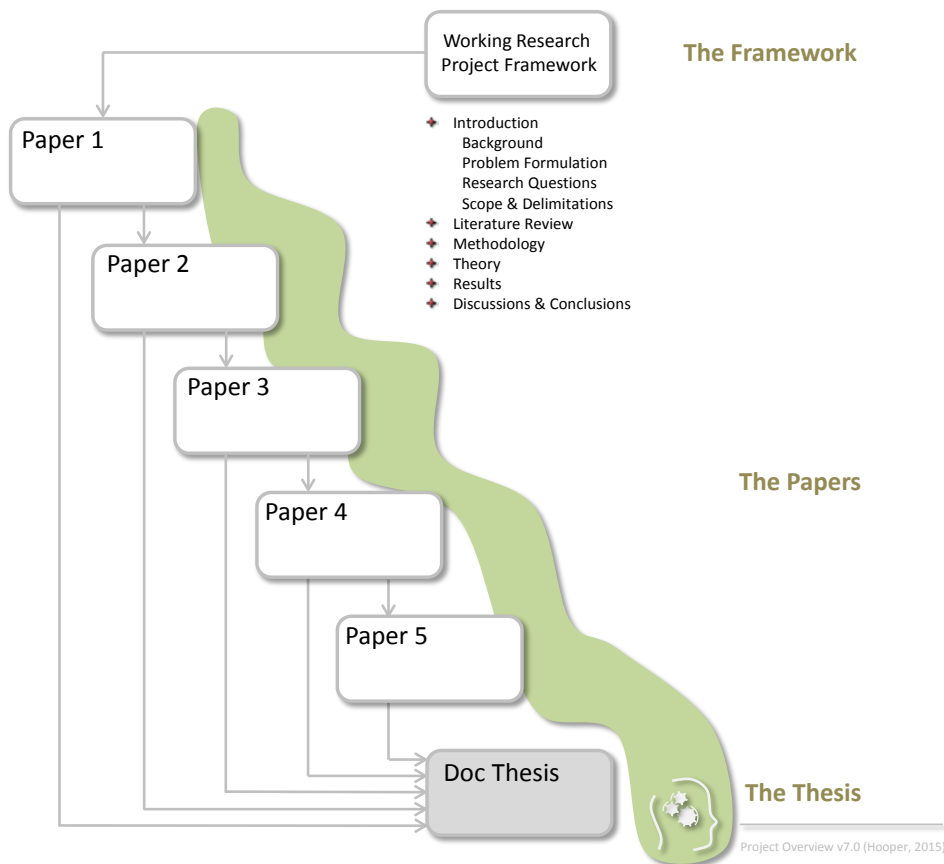 Working Research
Project Framework
The Framework
Paper 1
Introduction
Background
Problem Formulation
Research Questions
Scope & Delimitations
Literature Review
Methodology
Theory
Results
Discussions & Conclusions
Paper 2
Paper 3
Paper 4
The Papers
Paper 5
Doc Thesis
The Thesis
Project Overview v7.0 (Hooper, 2015)